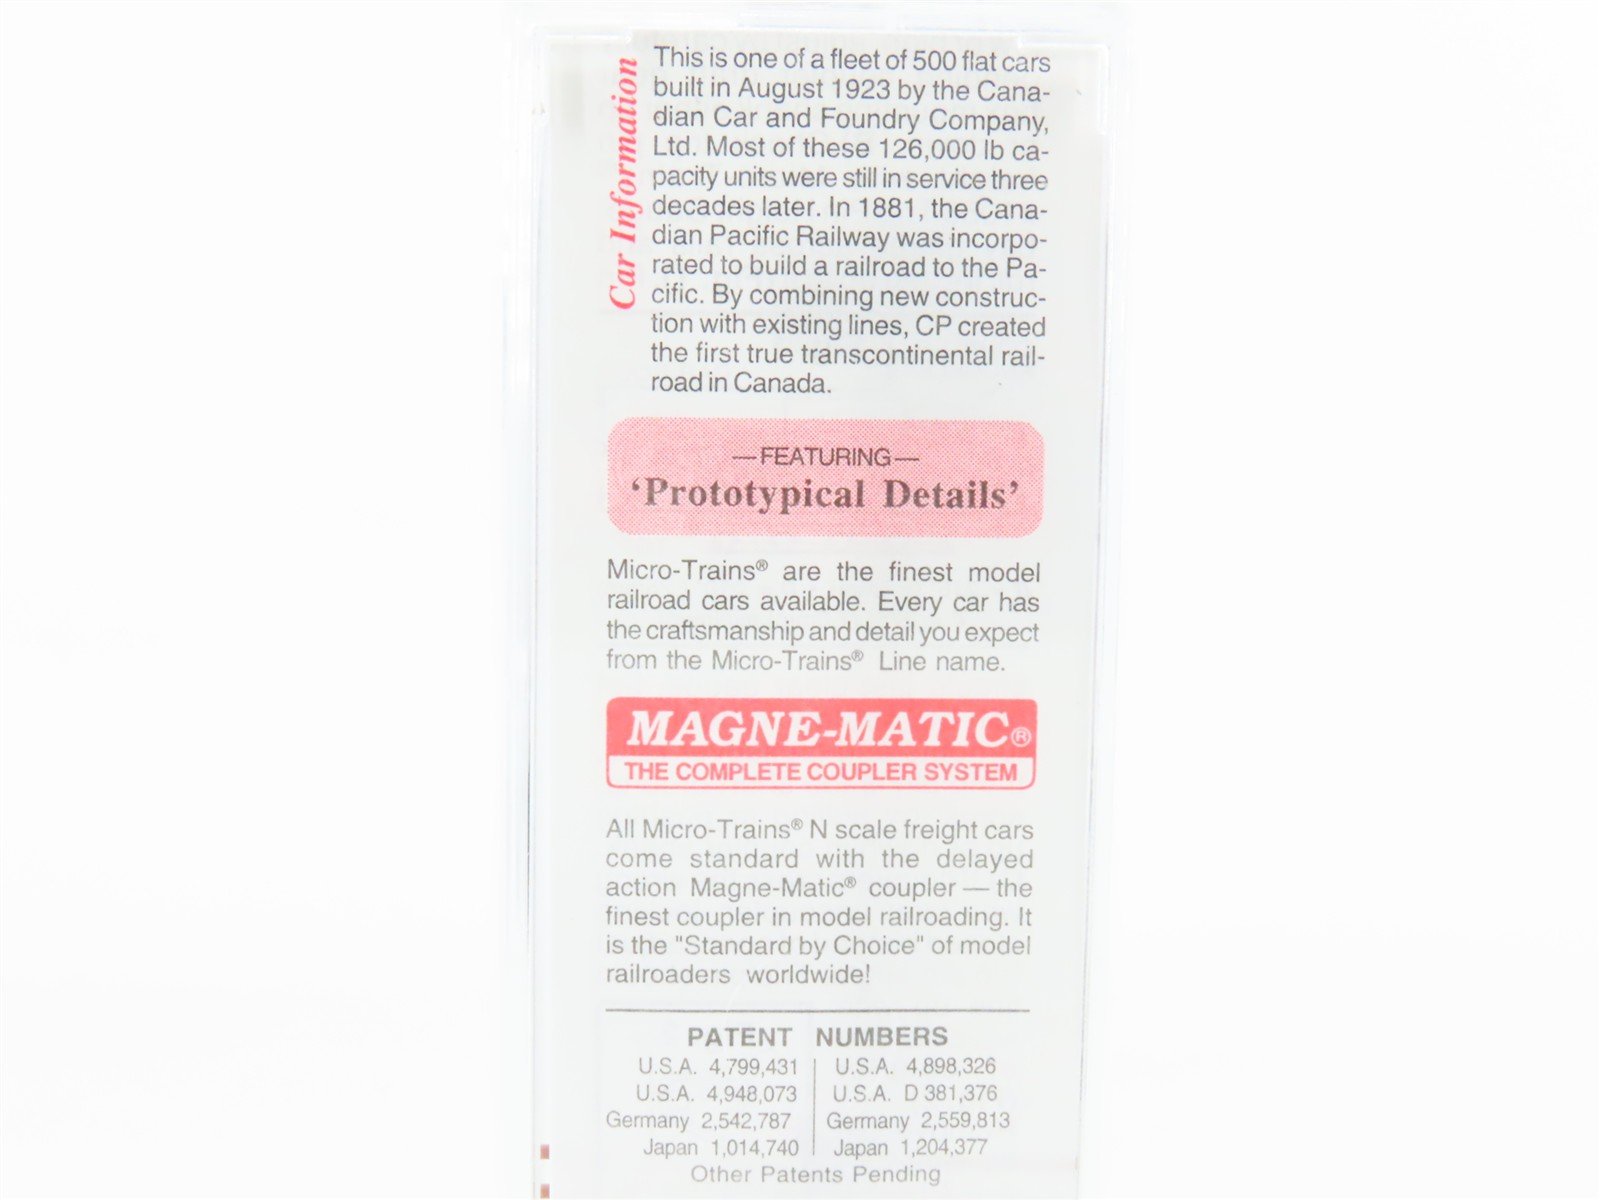 Car Information
This is one of a fleet of 500 flat cars
built in August 1923 by the Cana-
dian Car and Foundry Company,
Ltd. Most of these 126,000 lb ca-
pacity units were still in service three
decades later. In 1881, the Cana-
dian Pacific Railway was incorpo-
rated to build a railroad to the Pa-
cific. By combining new construc-
tion with existing lines, CP created
the first true transcontinental rail-
road in Canada.
—FEATURING—
‘Prototypical Details’
Micro-Trains® are the finest model
railroad cars available. Every car has
the craftsmanship and detail you expect
from the Micro-Trains® Line name.
MAGNE-MATIC®
THE COMPLETE COUPLER SYSTEM
All Micro-Trains® N scale freight cars
come standard with the delayed
action Magne-Matic® coupler — the
finest coupler in model railroading. It
is the "Standard by Choice" of model
railroaders worldwide!
PATENT NUMBERS
U.S.A. 4,799,431 | U.S.A. 4,898,326
U.S.A. 4,948,073 | U.S.A. D 381,376
Germany 2,542,787 | Germany 2,559,813
Japan 1,014,740 | Japan 1,204,377
Other Patents Pending